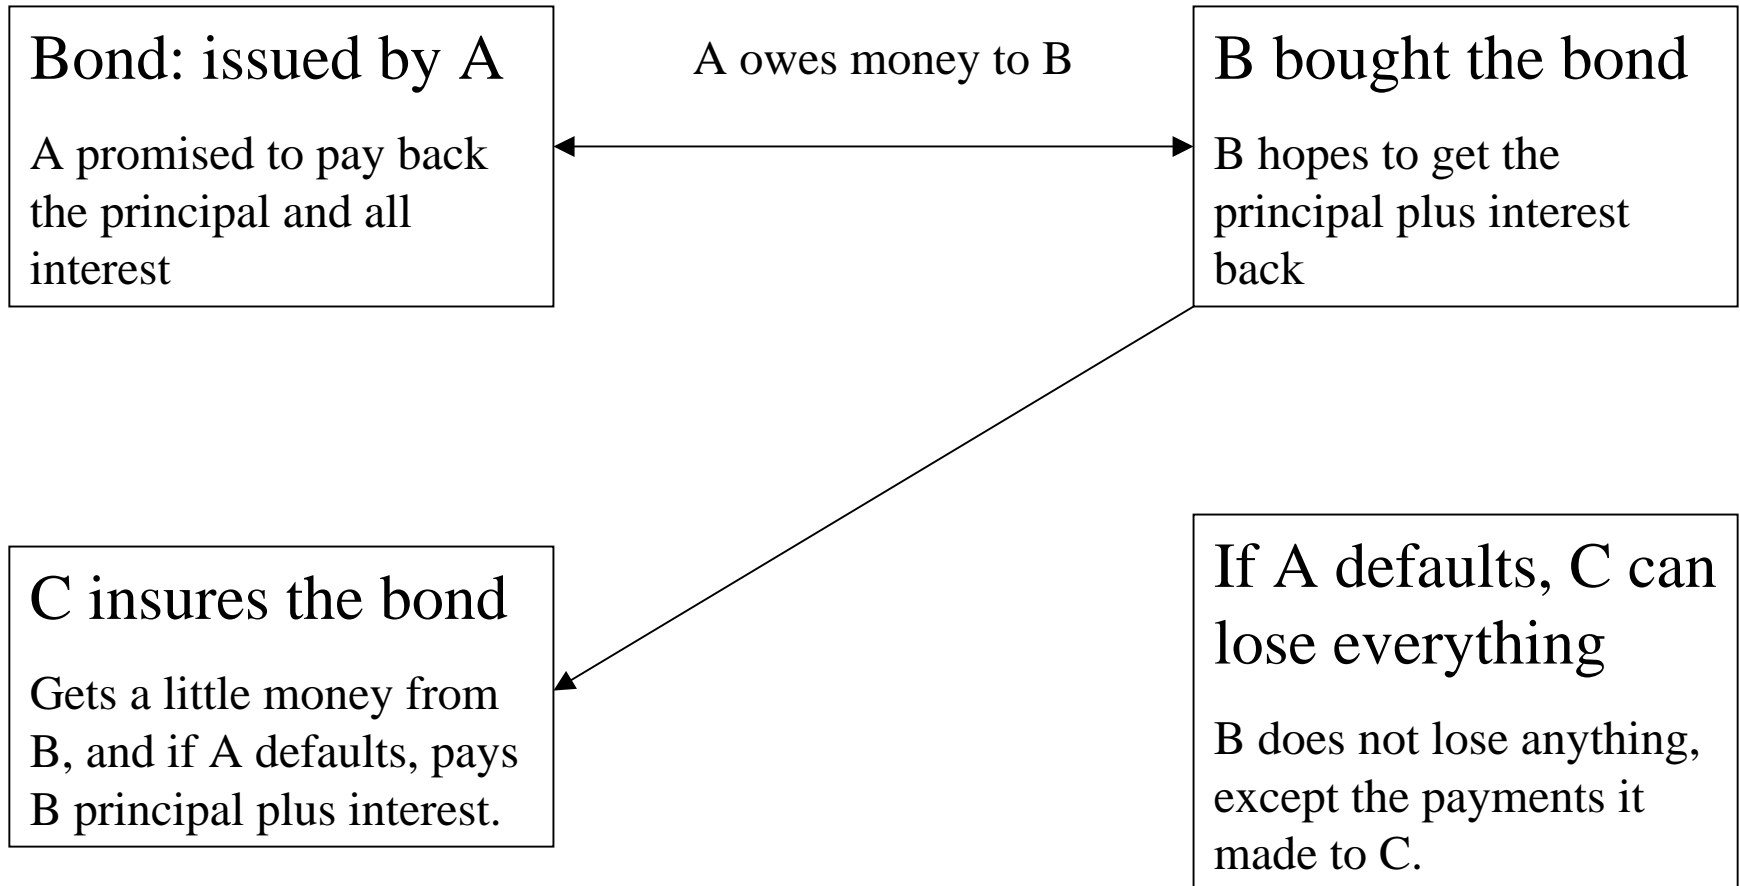 Bond: issued by A
A promised to pay back
the principal and all
interest
A owes money to B
B bought the bond
B hopes to get the
principal plus interest
back
C insures the bond
Gets a little money from
B, and if A defaults, pays
B principal plus interest.
If A defaults, C can
lose everything
B does not lose anything,
except the payments it
made to C.